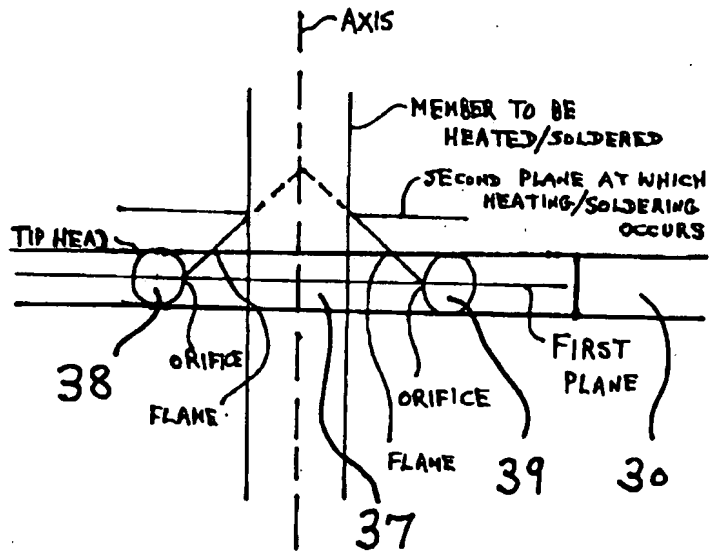 AXIS
MEMBER TO BE
HEATED/SOLDERED
SECOND PLANE AT WHICH
HEATING/SOLDERING
OCCURS
TIP HEAD
ORIFICE
FIRST
PLANE
38
ORIFICE
FLAME
FLAME
39
30
37